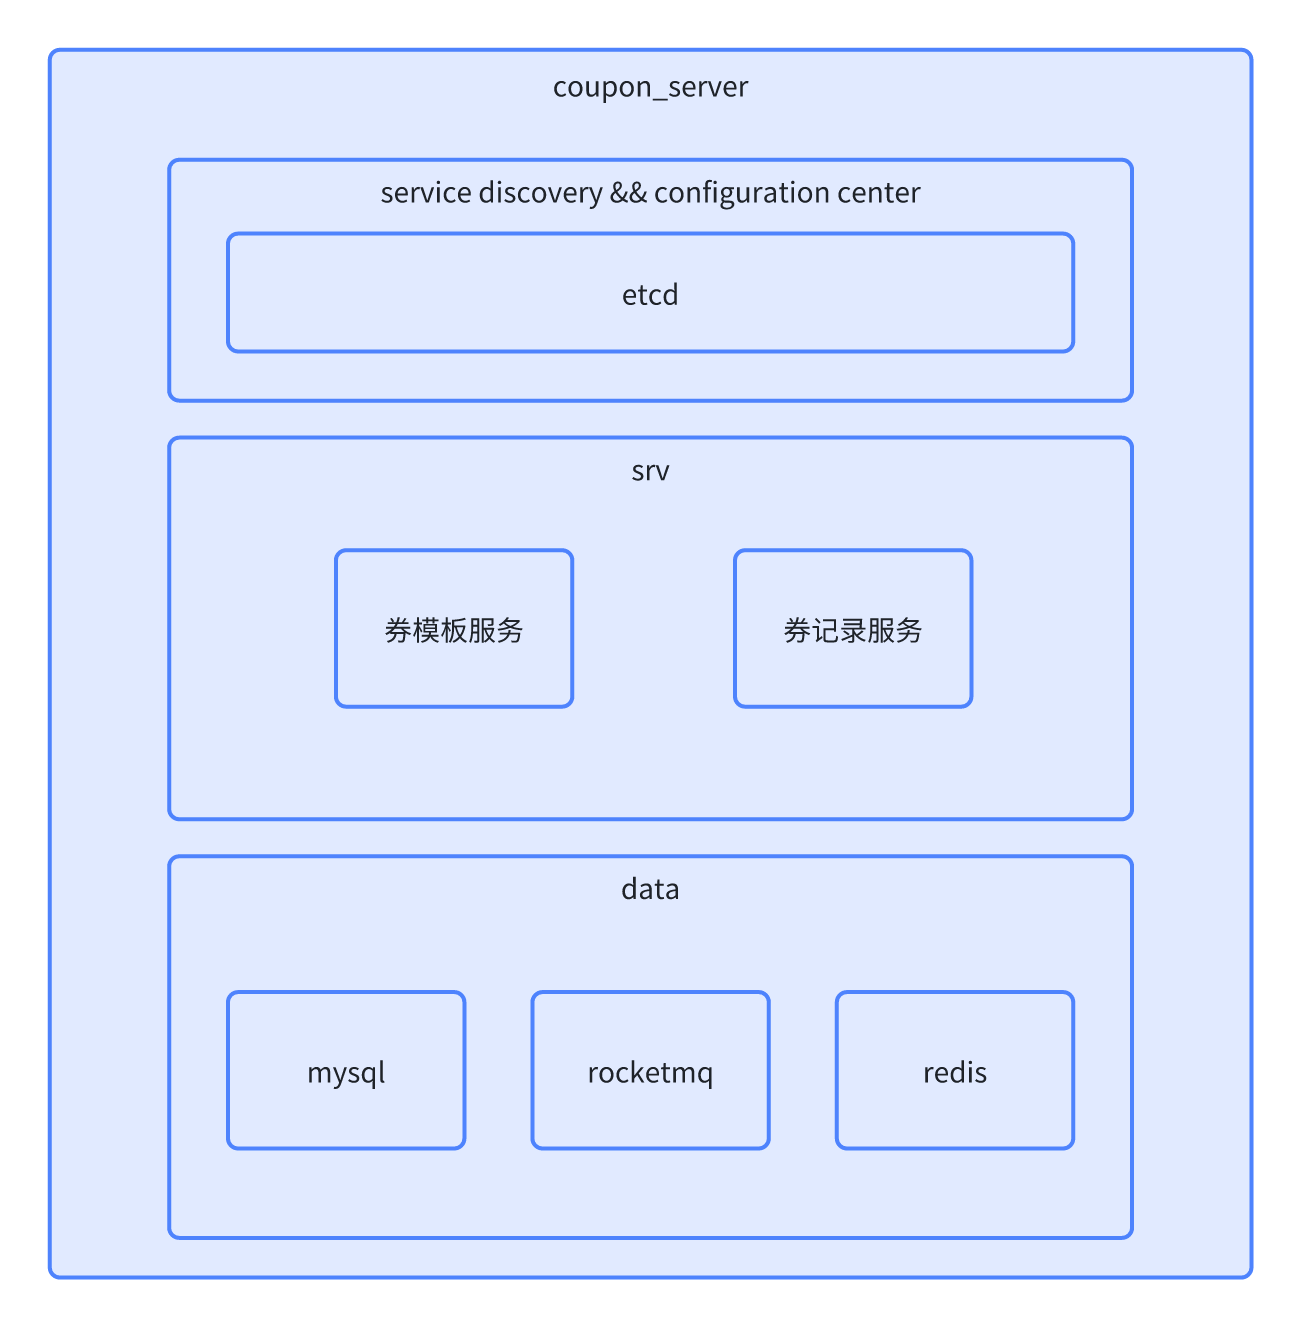 coupon_server
service discovery && configuration center
etcd
srv
券模板服务
券记录服务
data
mysql
rocketmq
redis